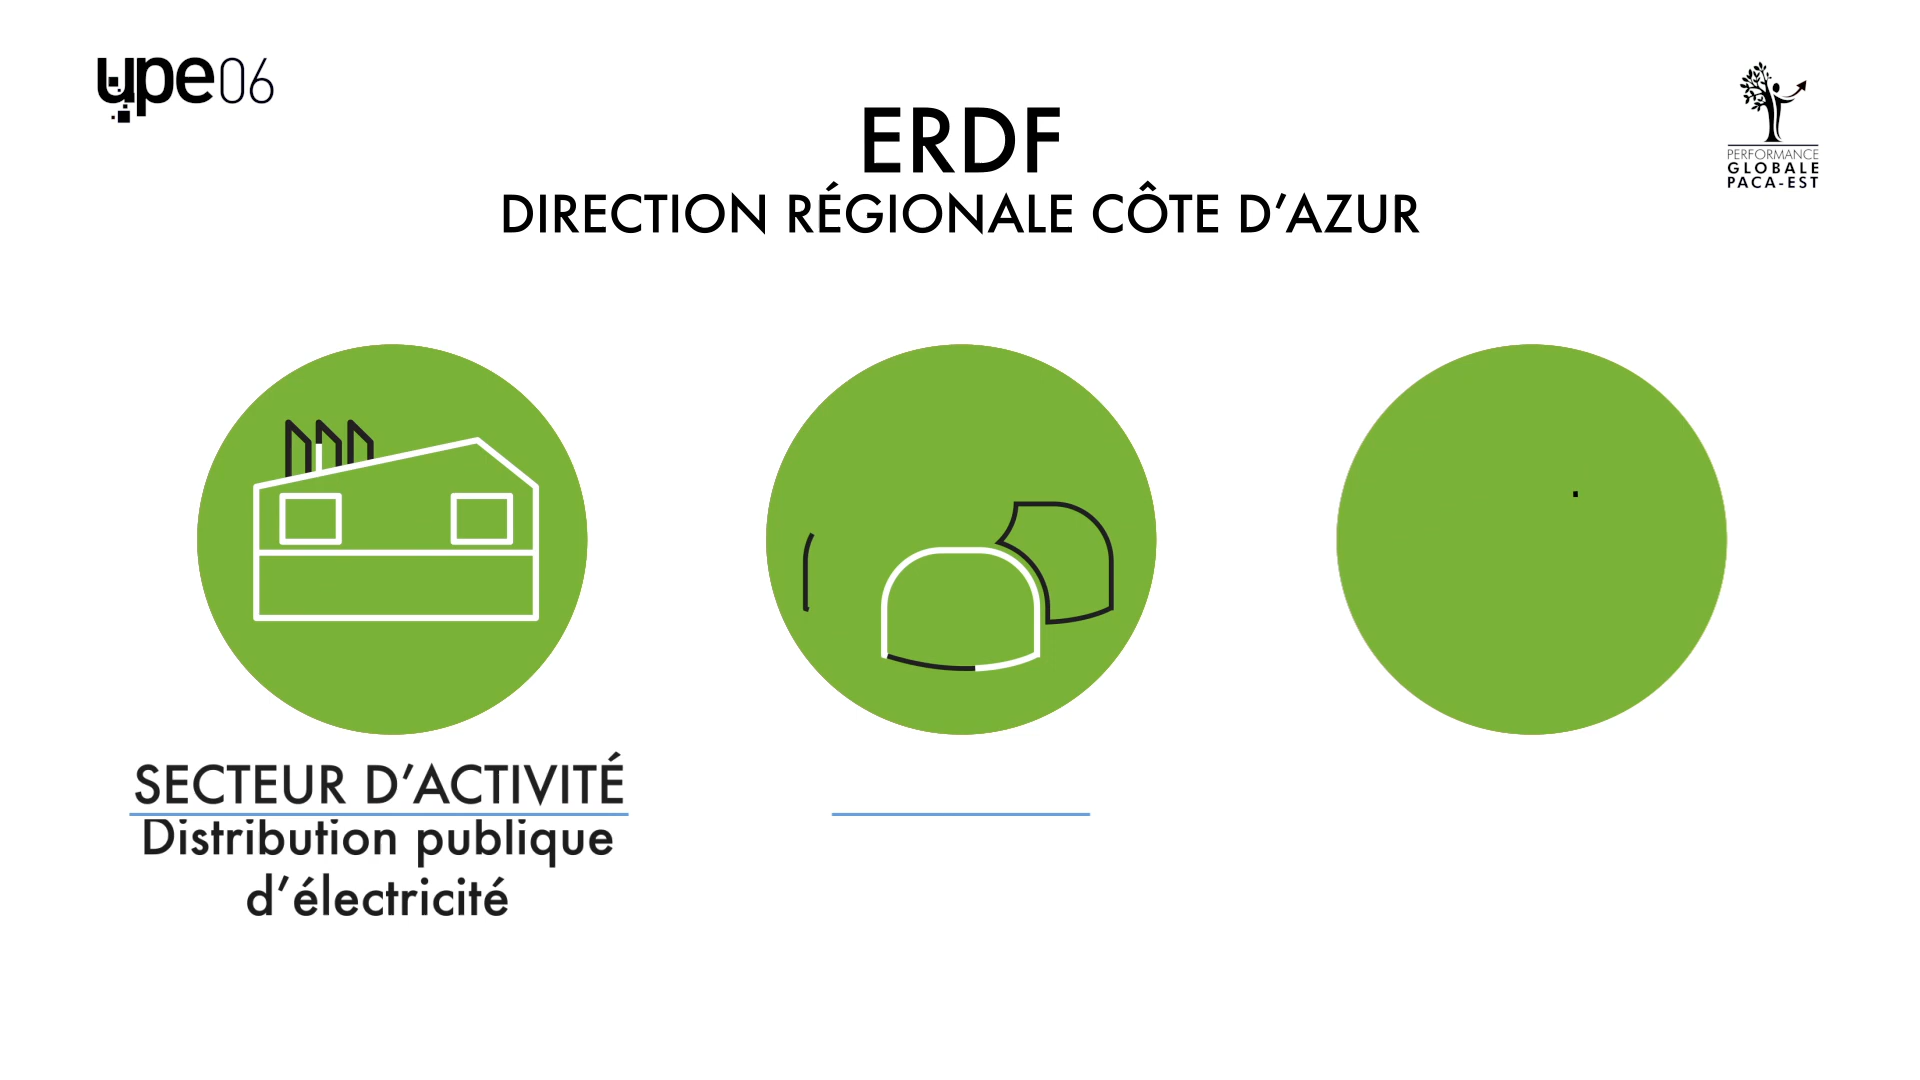 upe06
ERDF
DIRECTION RÉGIONALE CÔTE D’AZUR
PERFORMANCE
GLOBALE
PACA-EST
SECTEUR D’ACTIVITÉ
Distribution publique
d’électricité